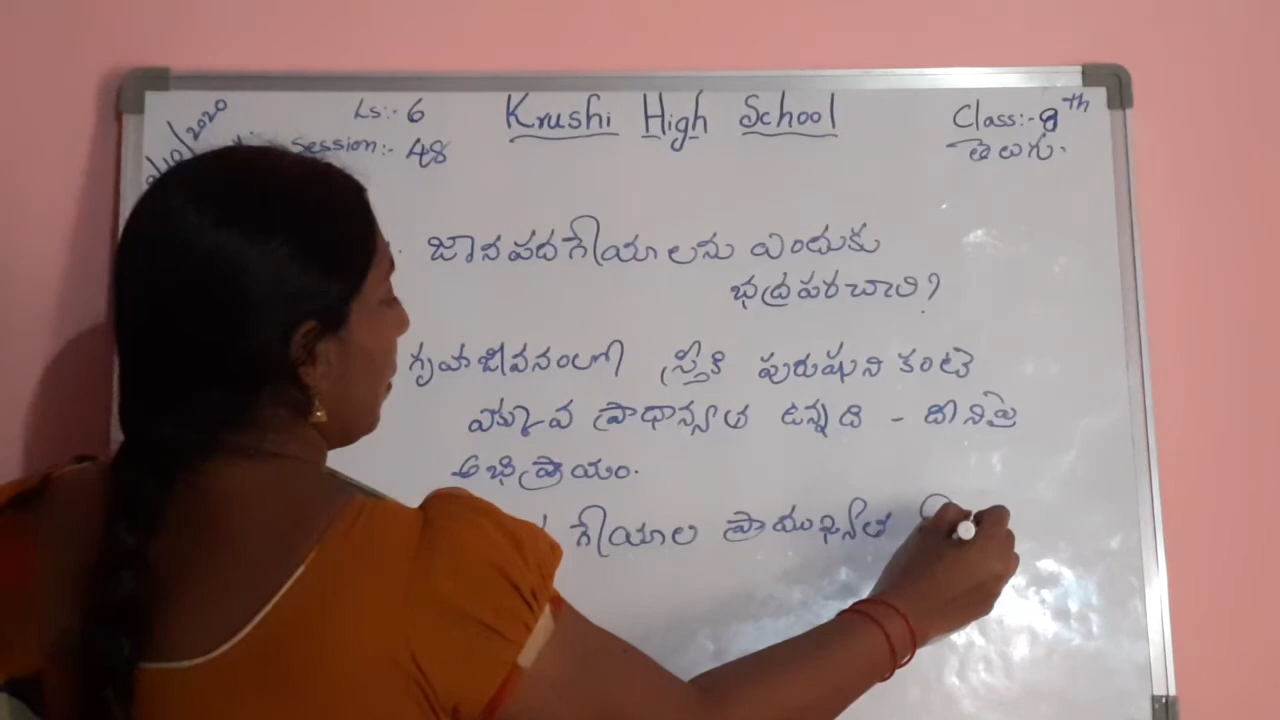 Ls:- 6 Krushi High School Class:- 8th
/10/2020 Session:- 48 తెలుగు.
జానపదగేయాలను ఎందుకు
భద్రపరచాలి?
గృహజీవనంలో స్త్రీకి పురుషుని కంటె
ఎక్కువ ప్రాధాన్యత ఉన్నది - దీనిపై
అభిప్రాయం.
గేయాల ప్రాముఖ్యత